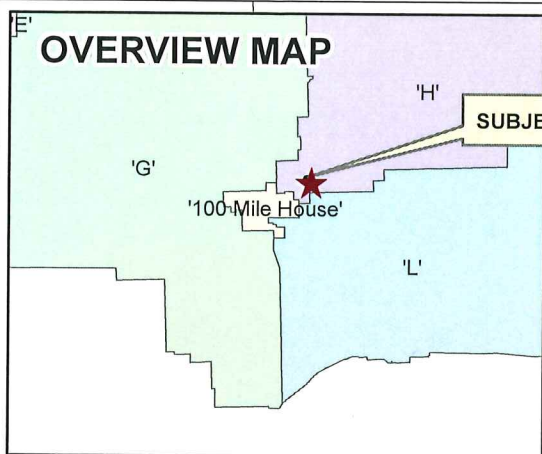 'E'
OVERVIEW MAP
'H'
SUBJE
'G'
'100 Mile House'
'L'